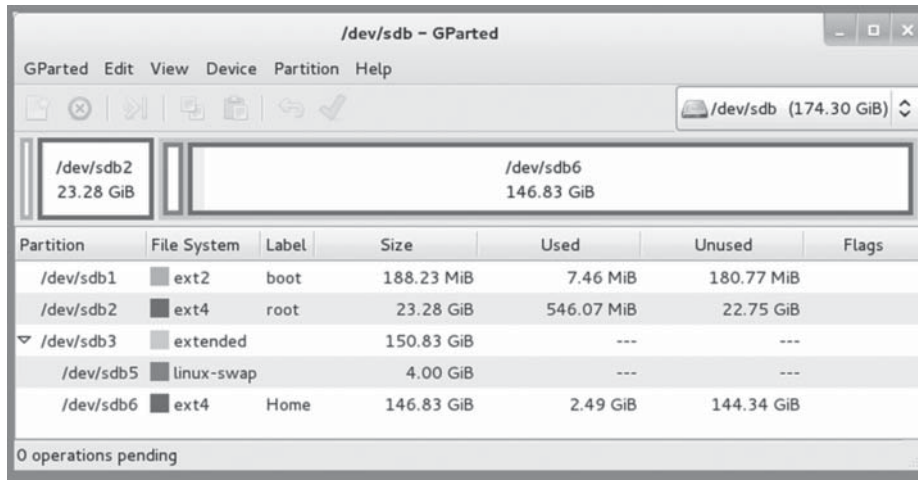 /dev/sdb - GParted
GParted Edit View Device Partition Help
/dev/sdb (174.30 GiB)
/dev/sdb2
23.28 GiB
/dev/sdb6
146.83 GiB
Partition File System Label Size Used Unused Flags
/dev/sdb1 ext2 boot 188.23 MiB 7.46 MiB 180.77 MiB
/dev/sdb2 ext4 root 23.28 GiB 546.07 MiB 22.75 GiB
/dev/sdb3 extended 150.83 GiB --- ---
/dev/sdb5 linux-swap 4.00 GiB --- ---
/dev/sdb6 ext4 Home 146.83 GiB 2.49 GiB 144.34 GiB
0 operations pending